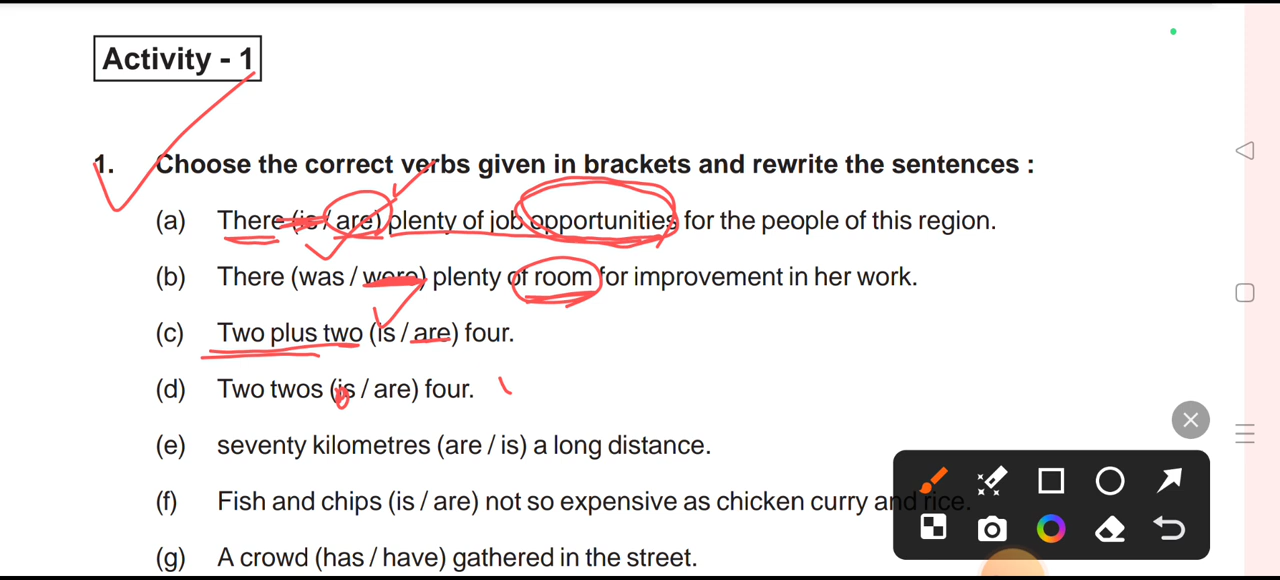 Activity - 1
1. Choose the correct verbs given in brackets and rewrite the sentences :
(a) There (is / are) plenty of job opportunities for the people of this region.
(b) There (was / were) plenty of room for improvement in her work.
(c) Two plus two (is / are) four.
(d) Two twos (is / are) four.
(e) seventy kilometres (are / is) a long distance.
(f) Fish and chips (is / are) not so expensive as chicken curry and rice.
(g) A crowd (has / have) gathered in the street.